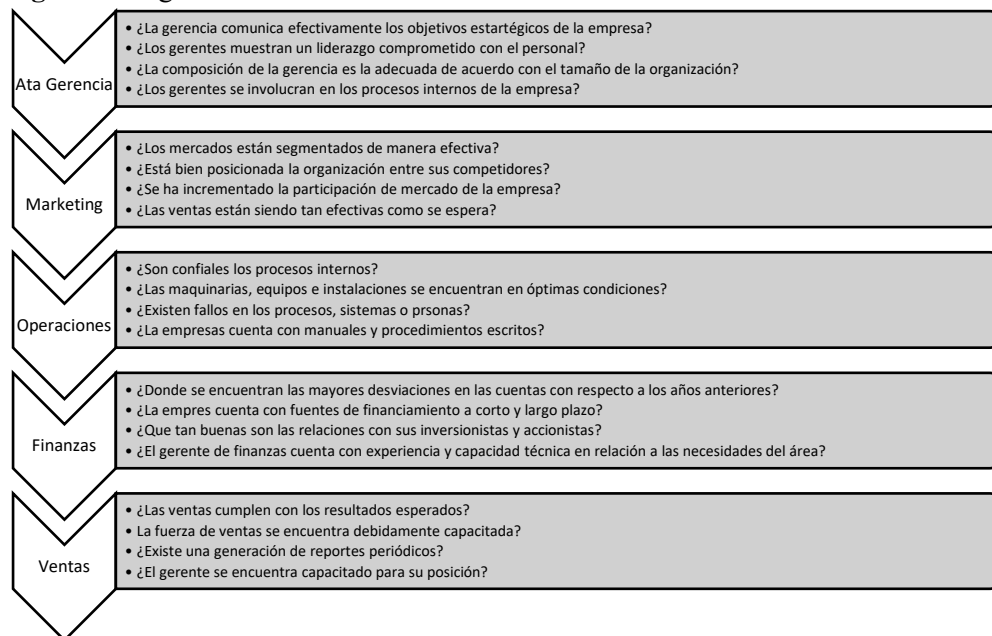 • ¿La gerencia comunica efectivamente los objetivos estartégicos de la empresa?
• ¿Los gerentes muestran un liderazgo comprometido con el personal?
Ata Gerencia
• ¿La composición de la gerencia es la adecuada de acuerdo con el tamaño de la organización?
• ¿Los gerentes se involucran en los procesos internos de la empresa?
• ¿Los mercados están segmentados de manera efectiva?
• ¿Está bien posicionada la organización entre sus competidores?
Marketing
• ¿Se ha incrementado la participación de mercado de la empresa?
• ¿Las ventas están siendo tan efectivas como se espera?
• ¿Son confiales los procesos internos?
• ¿Las maquinarias, equipos e instalaciones se encuentran en óptimas condiciones?
Operaciones
• ¿Existen fallos en los procesos, sistemas o prsonas?
• ¿La empresas cuenta con manuales y procedimientos escritos?
• ¿Donde se encuentran las mayores desviaciones en las cuentas con respecto a los años anteriores?
• ¿La empres cuenta con fuentes de financiamiento a corto y largo plazo?
Finanzas
• ¿Que tan buenas son las relaciones con sus inversionistas y accionistas?
• ¿El gerente de finanzas cuenta con experiencia y capacidad técnica en relación a las necesidades del área?
• ¿Las ventas cumplen con los resultados esperados?
• La fuerza de ventas se encuentra debidamente capacitada?
Ventas
• ¿Existe una generación de reportes periódicos?
• ¿El gerente se encuentra capacitado para su posición?